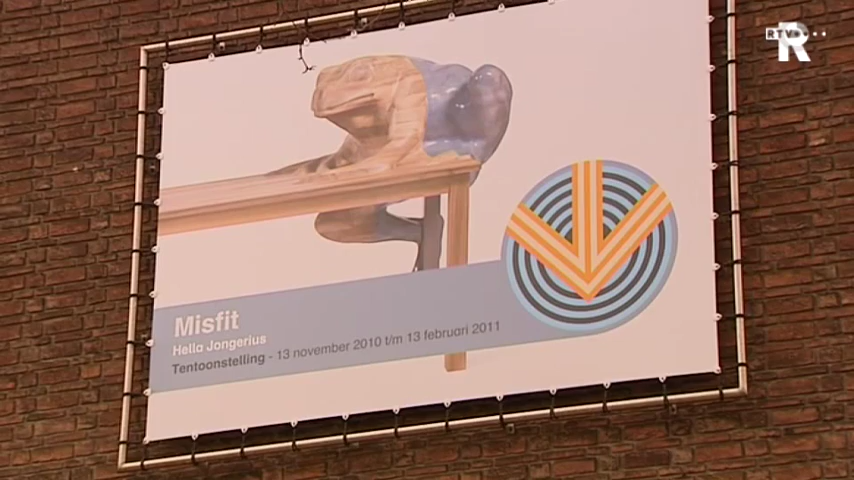 RTV
R
Misfit
Hella Jongerius
Tentoonstelling - 13 november 2010 t/m 13 februari 2011